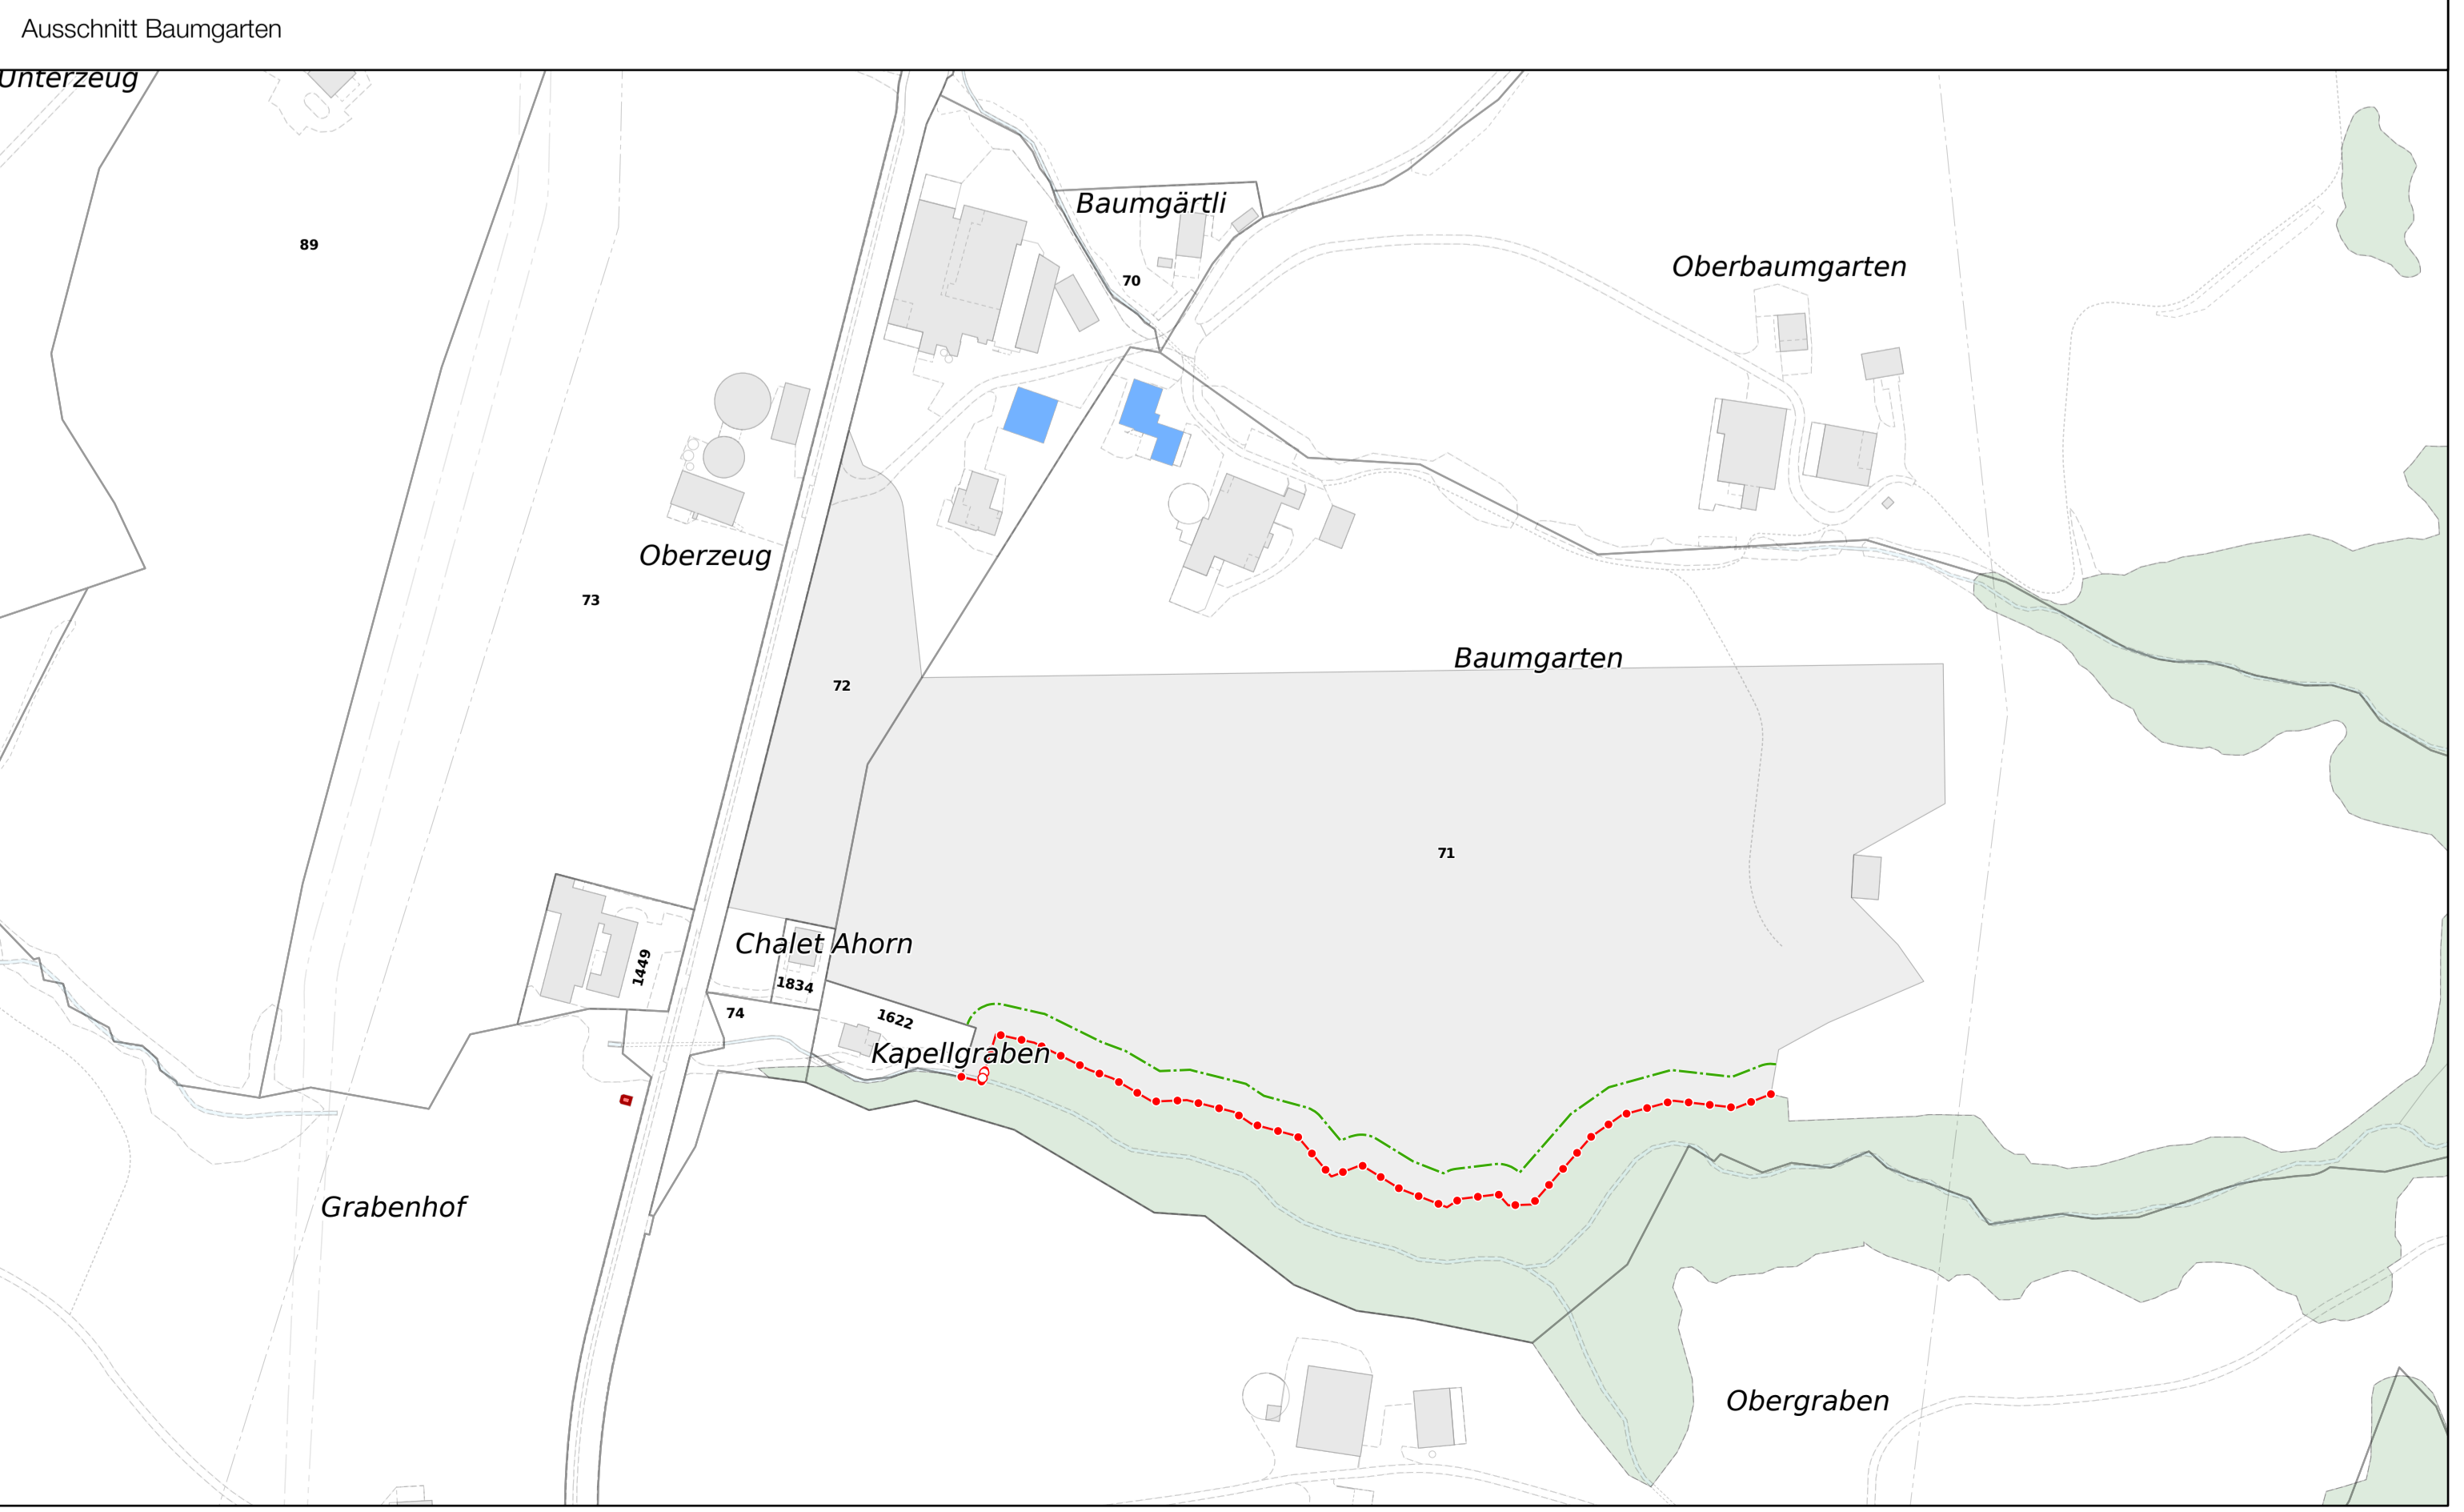 Ausschnitt Baumgarten
Unterzeug
Baumgärtli
89
Oberbaumgarten
70
Oberzeug
73
Baumgarten
72
71
Chalet Ahorn
1449
1834
74
1622
Kapellgraben
Grabenhof
Obergraben